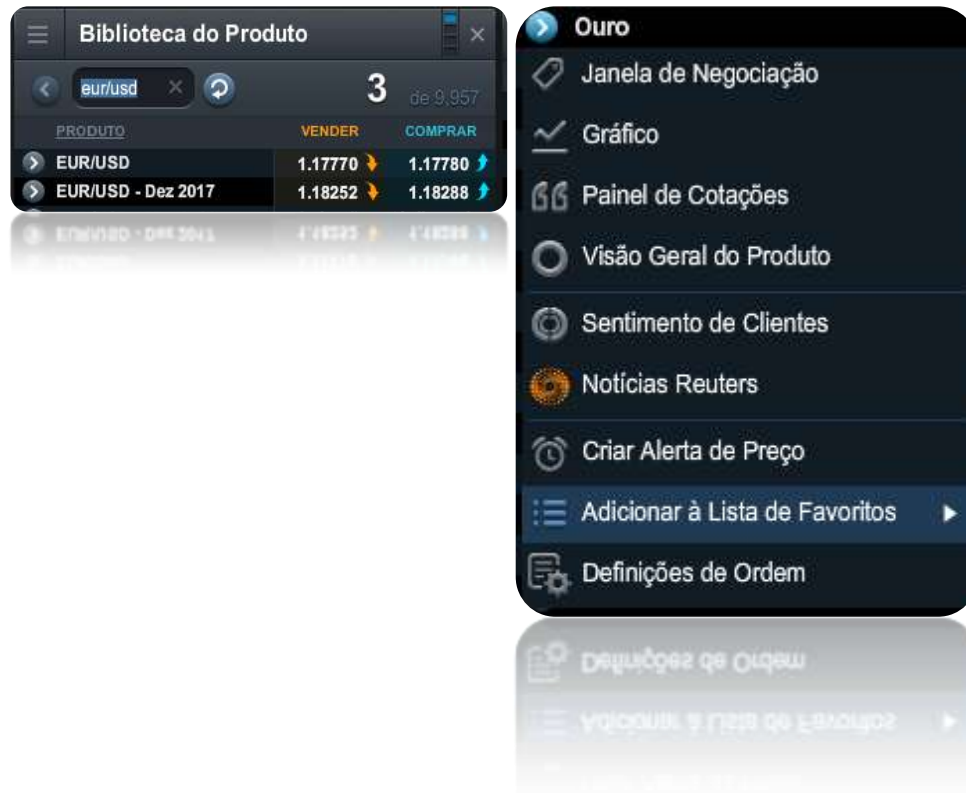 Biblioteca do Produto
eur/usd
3 de 9,957
PRODUTO VENDER COMPRAR
EUR/USD 1.17770 1.17780
EUR/USD - Dez 2017 1.18252 1.18288
Ouro
Janela de Negociação
Gráfico
Painel de Cotações
Visão Geral do Produto
Sentimento de Clientes
Notícias Reuters
Criar Alerta de Preço
Adicionar à Lista de Favoritos
Definições de Ordem